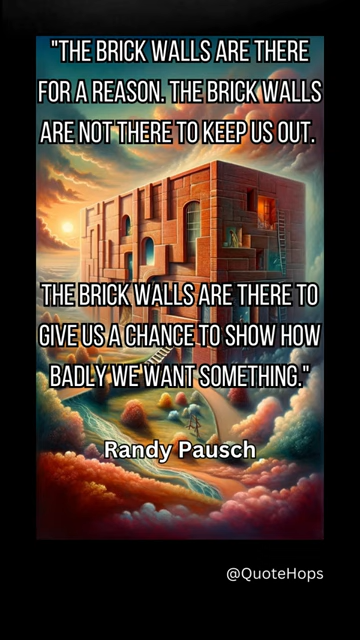 "THE BRICK WALLS ARE THERE
FOR A REASON. THE BRICK WALLS
ARE NOT THERE TO KEEP US OUT.
THE BRICK WALLS ARE THERE TO
GIVE US A CHANCE TO SHOW HOW
BADLY WE WANT SOMETHING."
Randy Pausch
@QuoteHops